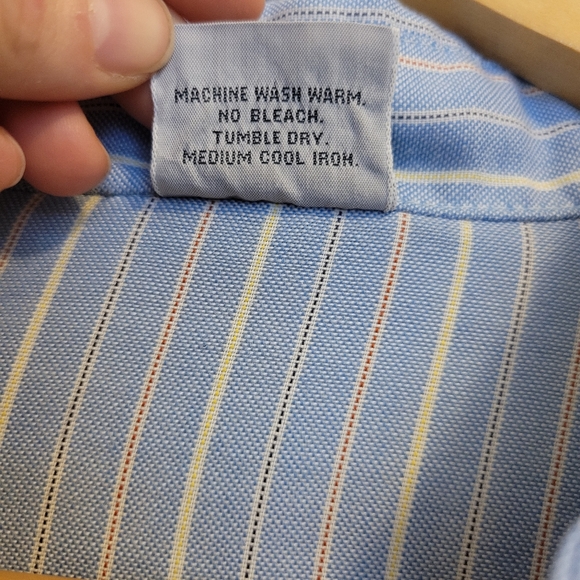 MACHINE WASH WARM.
NO BLEACH.
TUMBLE DRY.
MEDIUM COOL IRON.